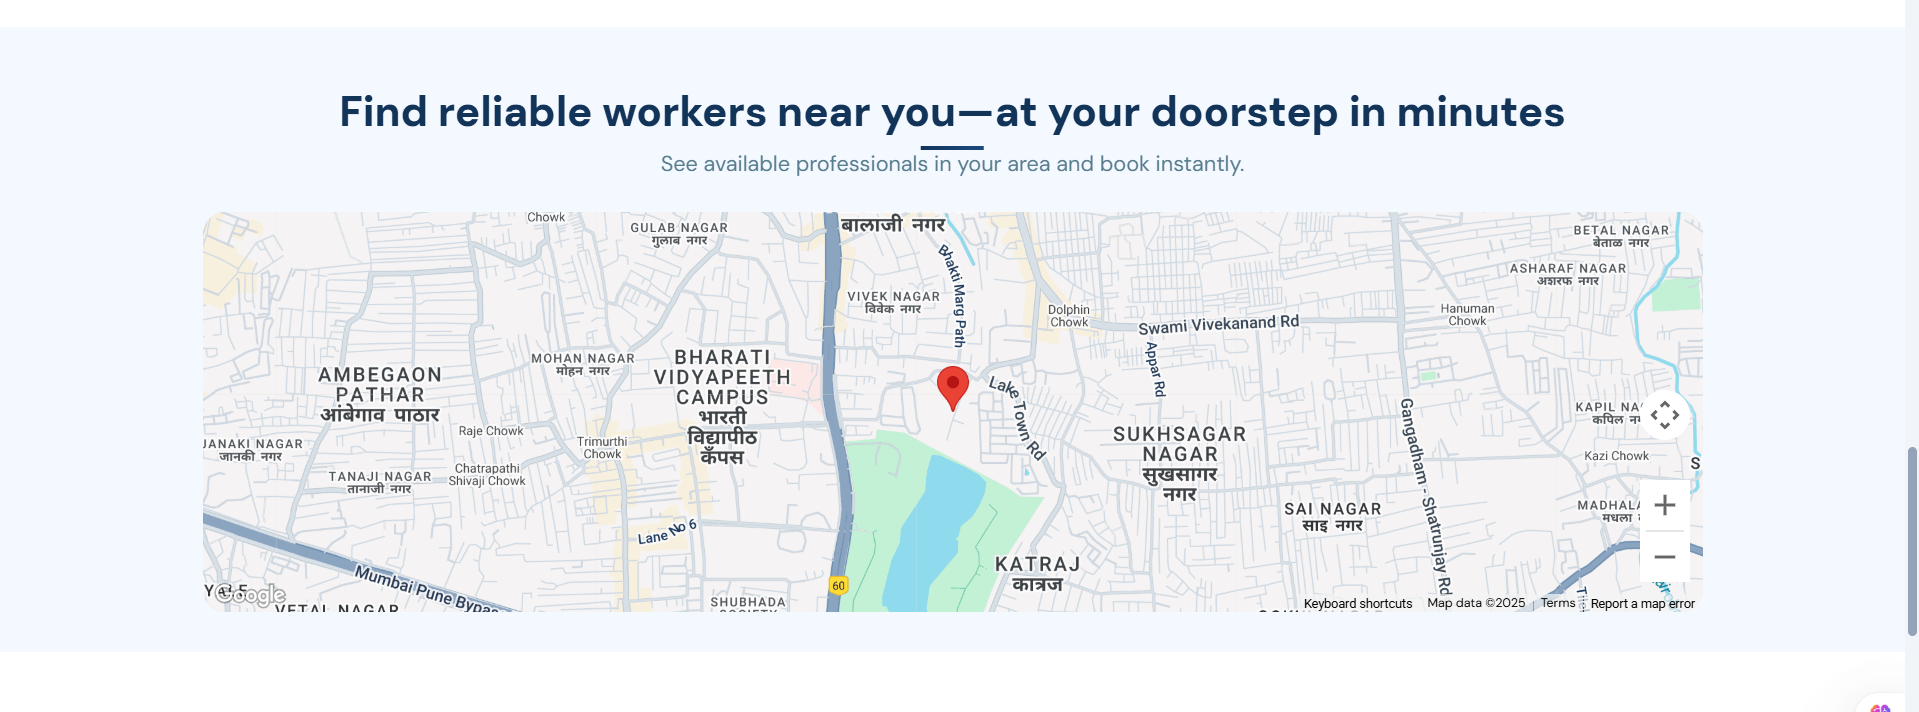 Find reliable workers near you—at your doorstep in minutes
See available professionals in your area and book instantly.
Chowk
GULAB NAGAR
गुलाब नगर
बालाजी नगर
BETAL NAGAR
बेताळ नगर
Bhakti Marg Path
ASHARAF NAGAR
अशरफ नगर
VIVEK NAGAR
विवेक नगर
Dolphin
Chowk
Hanuman
Chowk
Swami Vivekanand Rd
Appar Rd
MOHAN NAGAR
मोहन नगर
BHARATI
VIDYAPEETH
CAMPUS
भारती
विद्यापीठ
कँपस
AMBEGAON
PATHAR
आंबेगाव पाठार
Lake Town Rd
Gangadham - Shatrunjay Rd
KAPIL
कपिल
Raje Chowk
Trimurthi
Chowk
SUKHSAGAR
NAGAR
सुखसागर
नगर
JANAKI NAGAR
जानकी नगर
Kazi Chowk
Chatrapathi
Shivaji Chowk
TANAJI NAGAR
तानाजी नगर
SAI NAGAR
साइ नगर
MADHALA
मधला
Lane No 6
KATRAJ
कात्रज
60
Mumbai Pune Bypas
Google
SHUBHADA
SOCIETY
VETAL NAGAR
Keyboard shortcuts
Map data ©2025
Terms
Report a map error